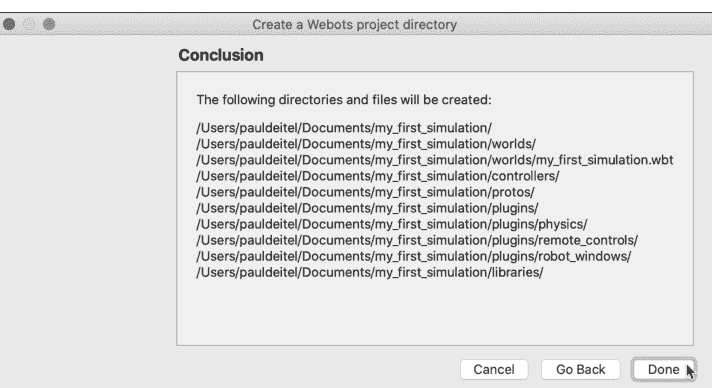 Create a Webots project directory
Conclusion
The following directories and files will be created:
/Users/pauldeitel/Documents/my_first_simulation/
/Users/pauldeitel/Documents/my_first_simulation/worlds/
/Users/pauldeitel/Documents/my_first_simulation/worlds/my_first_simulation.wbt
/Users/pauldeitel/Documents/my_first_simulation/controllers/
/Users/pauldeitel/Documents/my_first_simulation/protos/
/Users/pauldeitel/Documents/my_first_simulation/plugins/
/Users/pauldeitel/Documents/my_first_simulation/plugins/physics/
/Users/pauldeitel/Documents/my_first_simulation/plugins/remote_controls/
/Users/pauldeitel/Documents/my_first_simulation/plugins/robot_windows/
/Users/pauldeitel/Documents/my_first_simulation/libraries/
Cancel Go Back Done